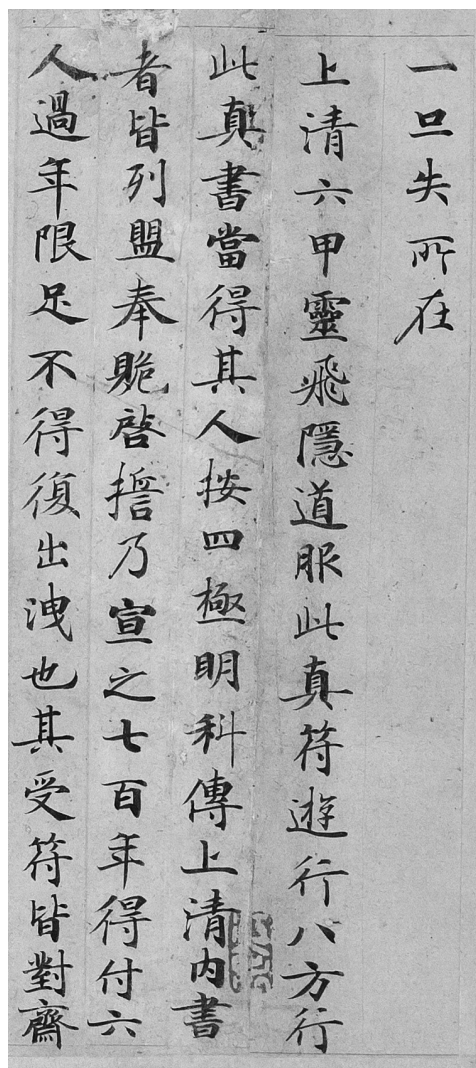 一旦失所在
上清六甲靈飛隱道服此真符遊行八方行
此真書當得其人按四極明科傳上清内書
者皆列盟奉貺啓擔乃宣之七百年得付六
人過年限足不得復出洩也其受符皆對齋